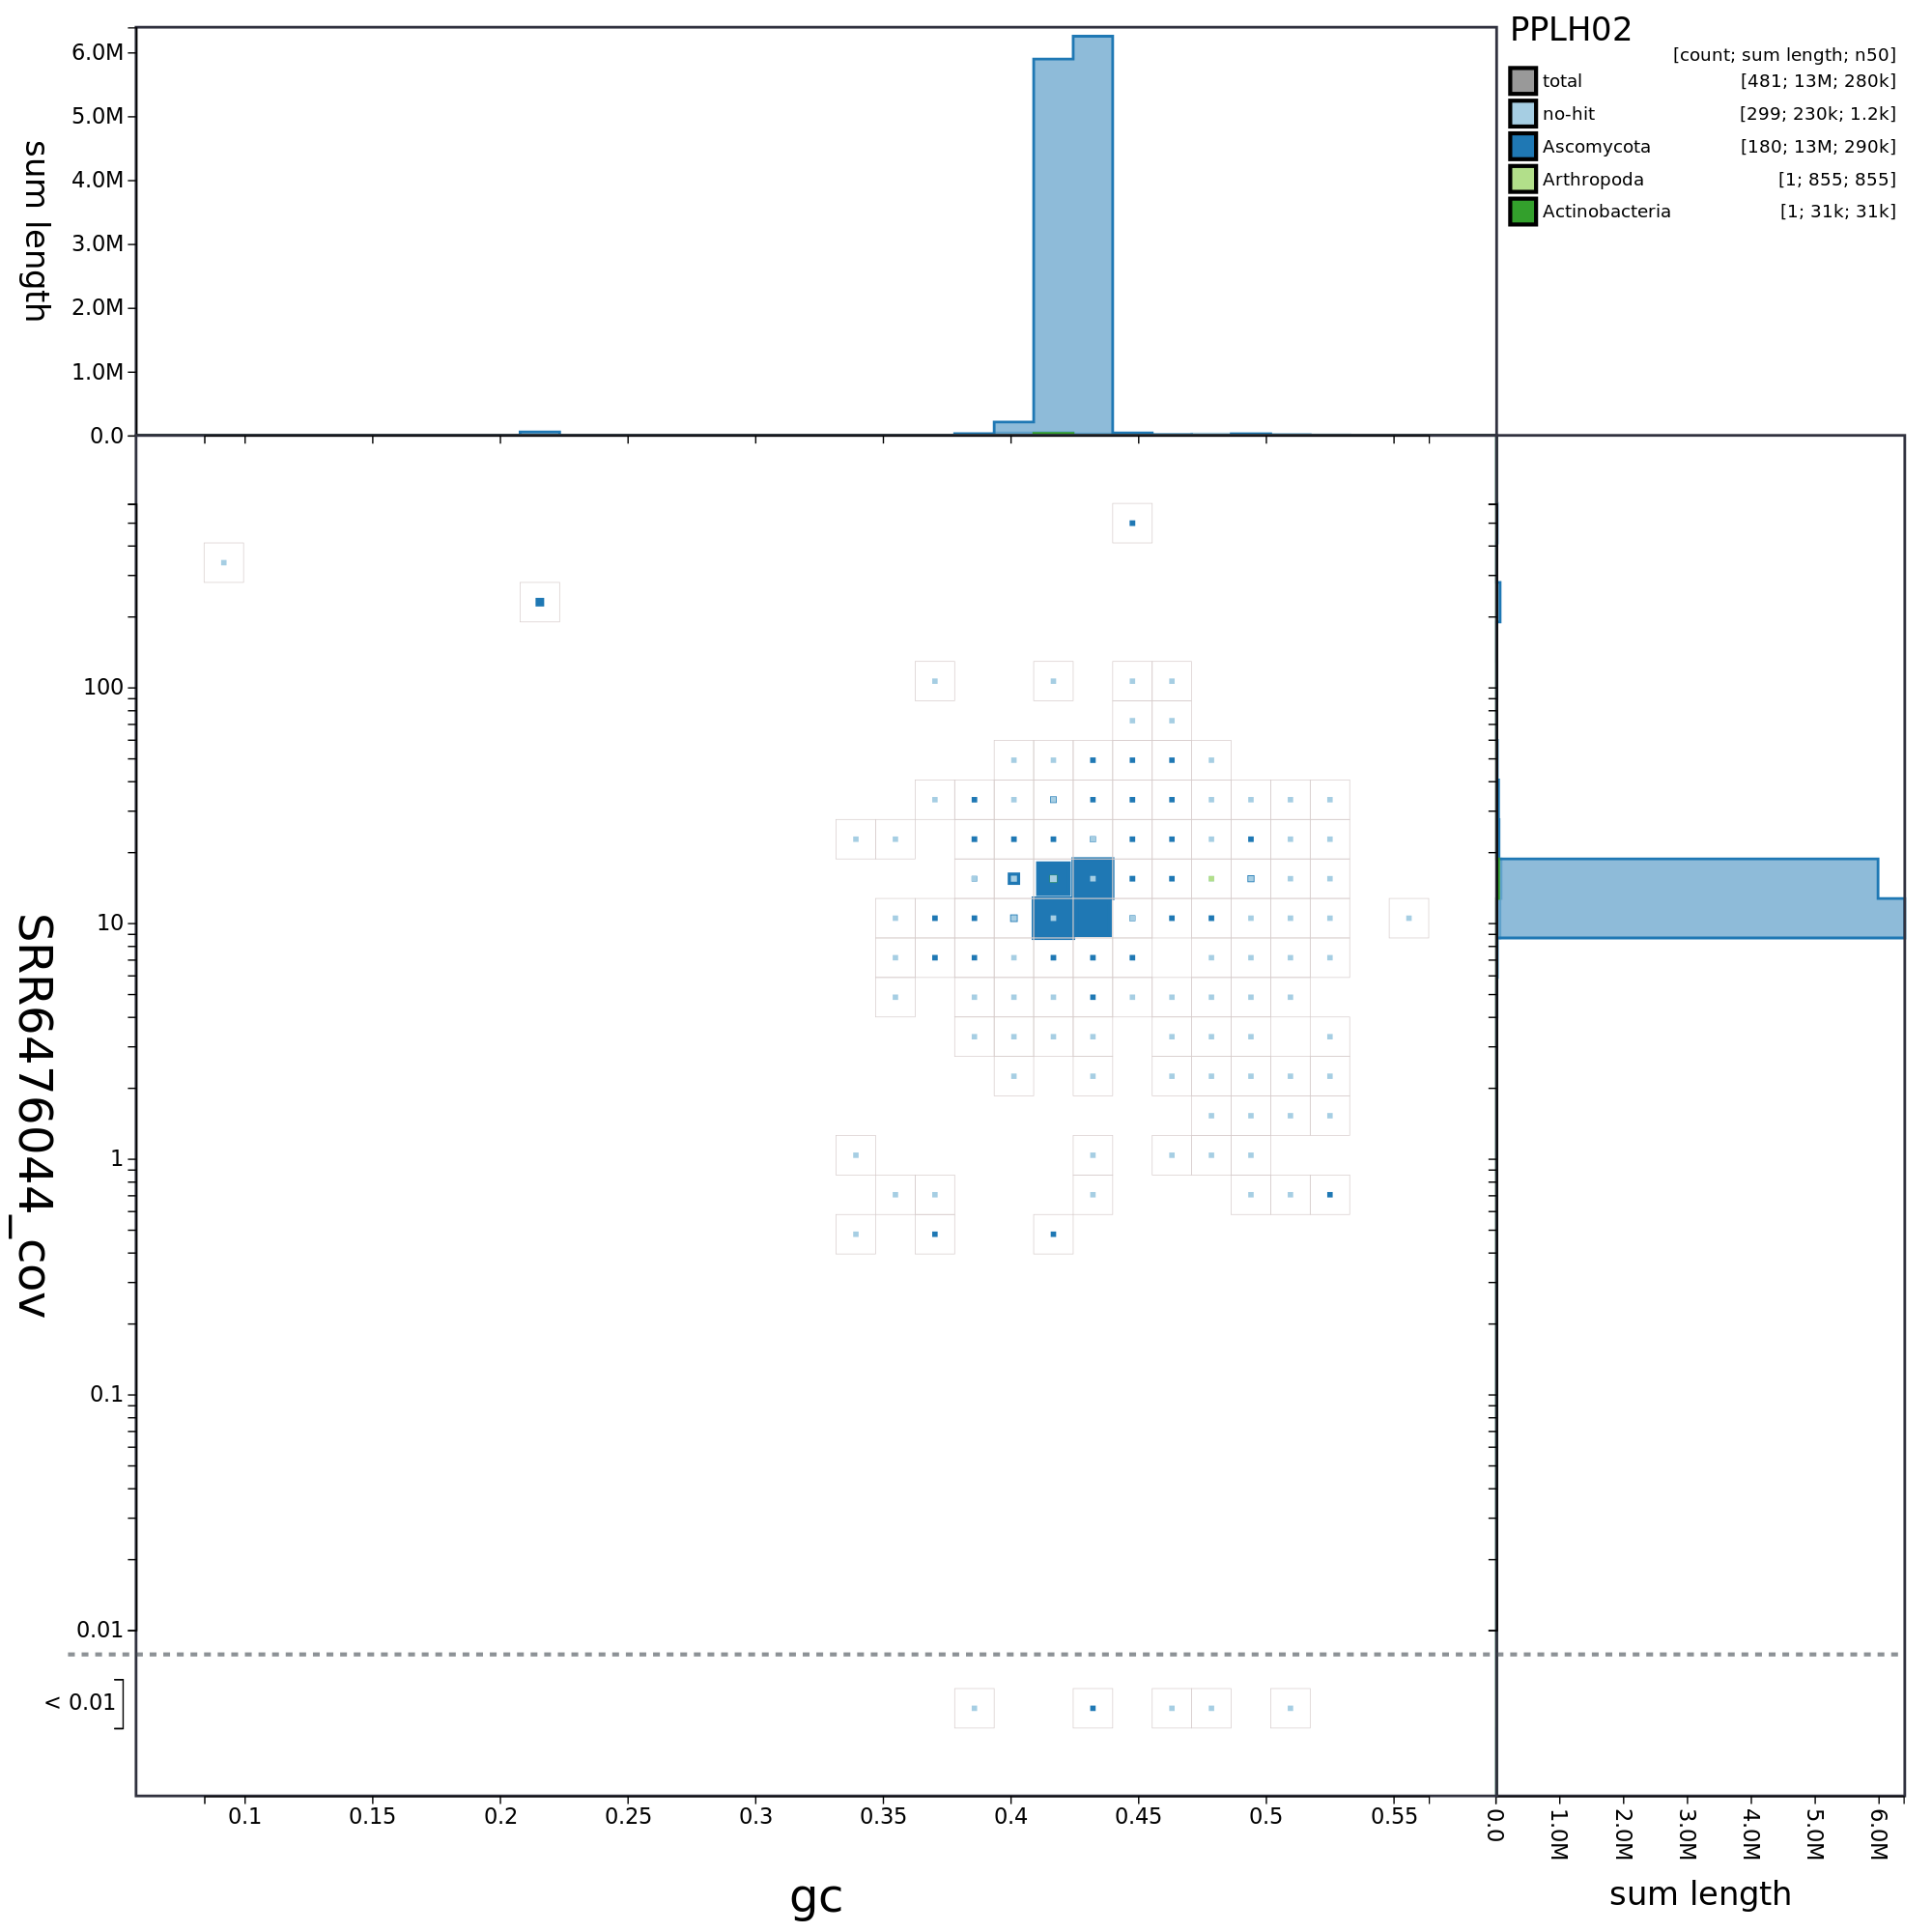 PPLH02
[count; sum length; n50]
total [481; 13M; 280k]
no-hit [299; 230k; 1.2k]
Ascomycota [180; 13M; 290k]
Arthropoda [1; 855; 855]
Actinobacteria [1; 31k; 31k]
sum length
6.0M
5.0M
4.0M
3.0M
2.0M
1.0M
0.0
SRR6476044_cov
100
10
1
0.1
0.01
< 0.01
0.1 0.15 0.2 0.25 0.3 0.35 0.4 0.45 0.5 0.55
gc
0.0 1.0M 2.0M 3.0M 4.0M 5.0M 6.0M
sum length